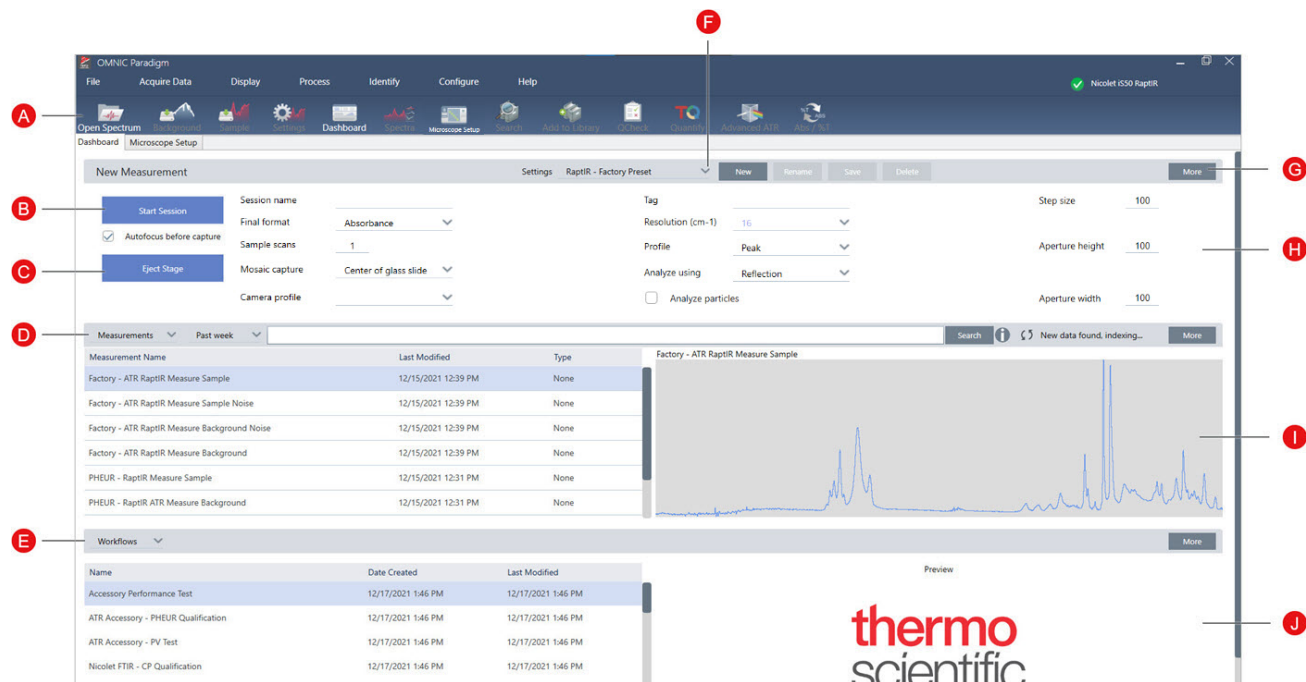 F
OMNIC Paradigm
File Acquire Data Display Process Identify Configure Help
Nicolet iS50 RaptIR
A
Open Spectrum Background Sample Settings Dashboard Spectra Microscope Setup Search Add to Library QCheck Quantify Advanced ATR Abs / %T
Dashboard Microscope Setup
New Measurement Settings RaptIR - Factory Preset New Rename Save Delete More
G
B
Start Session Session name Tag Step size 100
Final format Absorbance Resolution (cm-1) 16
Autofocus before capture Sample scans 1 Profile Peak Aperture height 100
H
C
Eject Stage Mosaic capture Center of glass slide Analyze using Reflection
Camera profile Analyze particles Aperture width 100
D
Measurements Past week Search New data found, indexing... More
Measurement Name Last Modified Type Factory - ATR RaptIR Measure Sample
Factory - ATR RaptIR Measure Sample 12/15/2021 12:39 PM None
Factory - ATR RaptIR Measure Sample Noise 12/15/2021 12:39 PM None
Factory - ATR RaptIR Measure Background Noise 12/15/2021 12:39 PM None
I
Factory - ATR RaptIR Measure Background 12/15/2021 12:39 PM None
PHEUR - RaptIR Measure Sample 12/15/2021 12:31 PM None
PHEUR - RaptIR ATR Measure Background 12/15/2021 12:31 PM None
E
Workflows More
Name Date Created Last Modified Preview
Accessory Performance Test 12/17/2021 1:46 PM 12/17/2021 1:46 PM
ATR Accessory - PHEUR Qualification 12/17/2021 1:46 PM 12/17/2021 1:46 PM
J
ATR Accessory - PV Test 12/17/2021 1:46 PM 12/17/2021 1:46 PM
Nicolet FTIR - CP Qualification 12/17/2021 1:46 PM 12/17/2021 1:46 PM
thermo
scientific